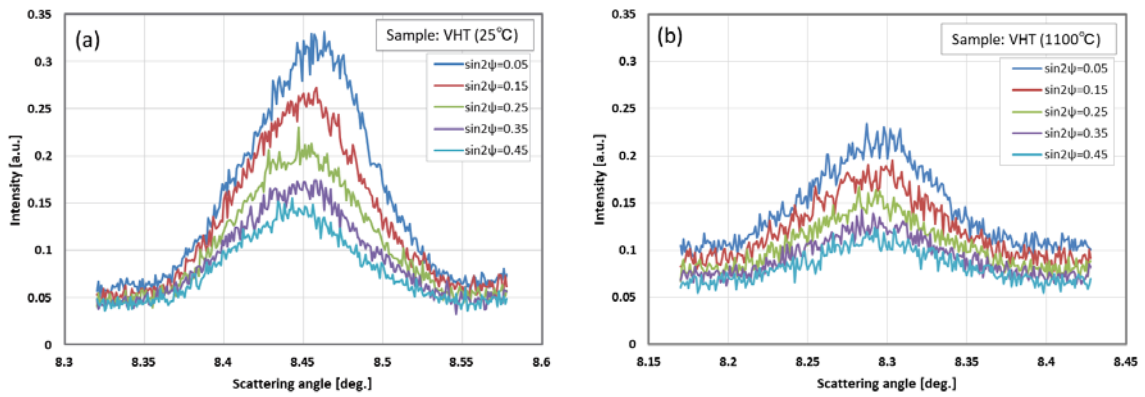 (a)
Sample: VHT (25℃)
sin2ψ=0.05
sin2ψ=0.15
sin2ψ=0.25
sin2ψ=0.35
sin2ψ=0.45
0.35
0.3
0.25
0.2
0.15
0.1
0.05
0
Intensity [a.u.]
8.3 8.35 8.4 8.45 8.5 8.55 8.6
Scattering angle [deg.]
(b)
Sample: VHT (1100℃)
sin2ψ=0.05
sin2ψ=0.15
sin2ψ=0.25
sin2ψ=0.35
sin2ψ=0.45
0.35
0.3
0.25
0.2
0.15
0.1
0.05
0
Intensity [a.u.]
8.15 8.2 8.25 8.3 8.35 8.4 8.45
Scattering angle [deg.]